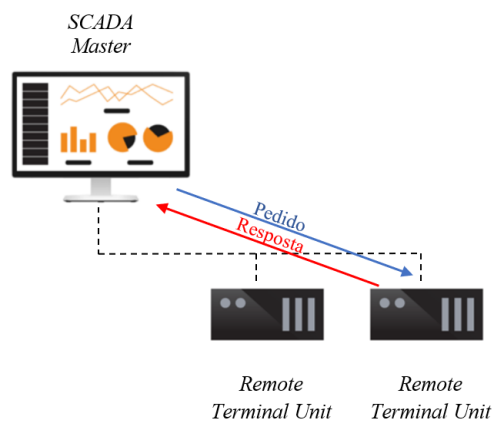 SCADA
Master
Pedido
Resposta
Remote
Terminal Unit
Remote
Terminal Unit